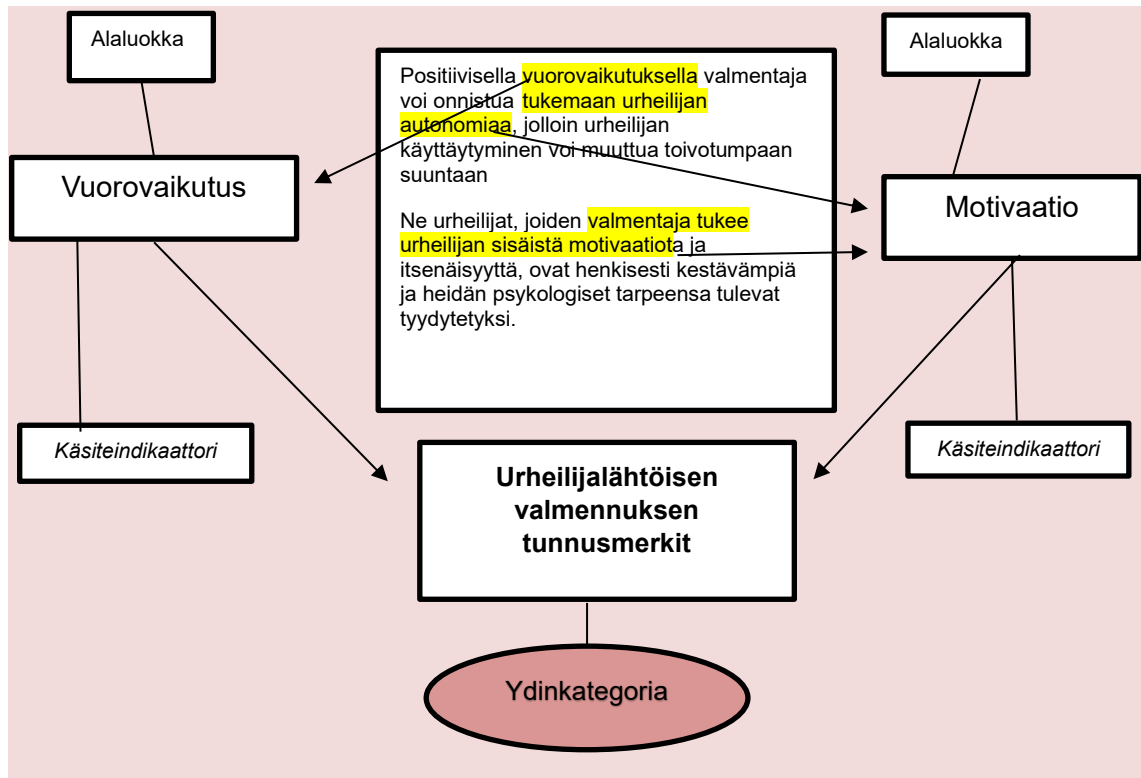 Alaluokka
Alaluokka
Positiivisella vuorovaikutuksella valmentaja
voi onnistua tukemaan urheilijan
autonomiaa, jolloin urheilijan
käyttäytyminen voi muuttua toivotumpaan
suuntaan
Ne urheilijat, joiden valmentaja tukee
urheilijan sisäistä motivaatiota ja
itsenäisyyttä, ovat henkisesti kestävämpiä
ja heidän psykologiset tarpeensa tulevat
tyydytetyksi.
Vuorovaikutus
Motivaatio
Käsiteindikaattori
Käsiteindikaattori
Urheilijalähtöisen
valmennuksen
tunnusmerkit
Ydinkategoria